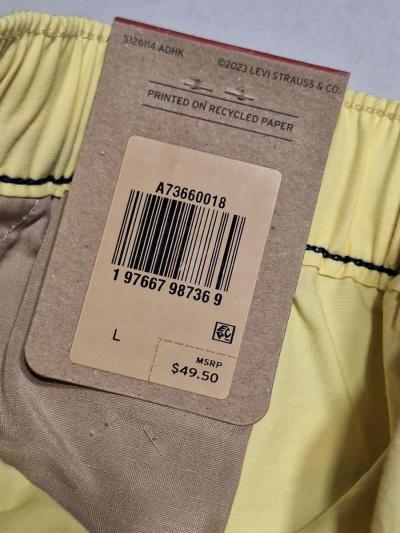 S126114 ADHK ©2023 LEVI STRAUSS & CO.
PRINTED ON RECYCLED PAPER
A73660018
1 97667 98736 9
L
MSRP
$49.50